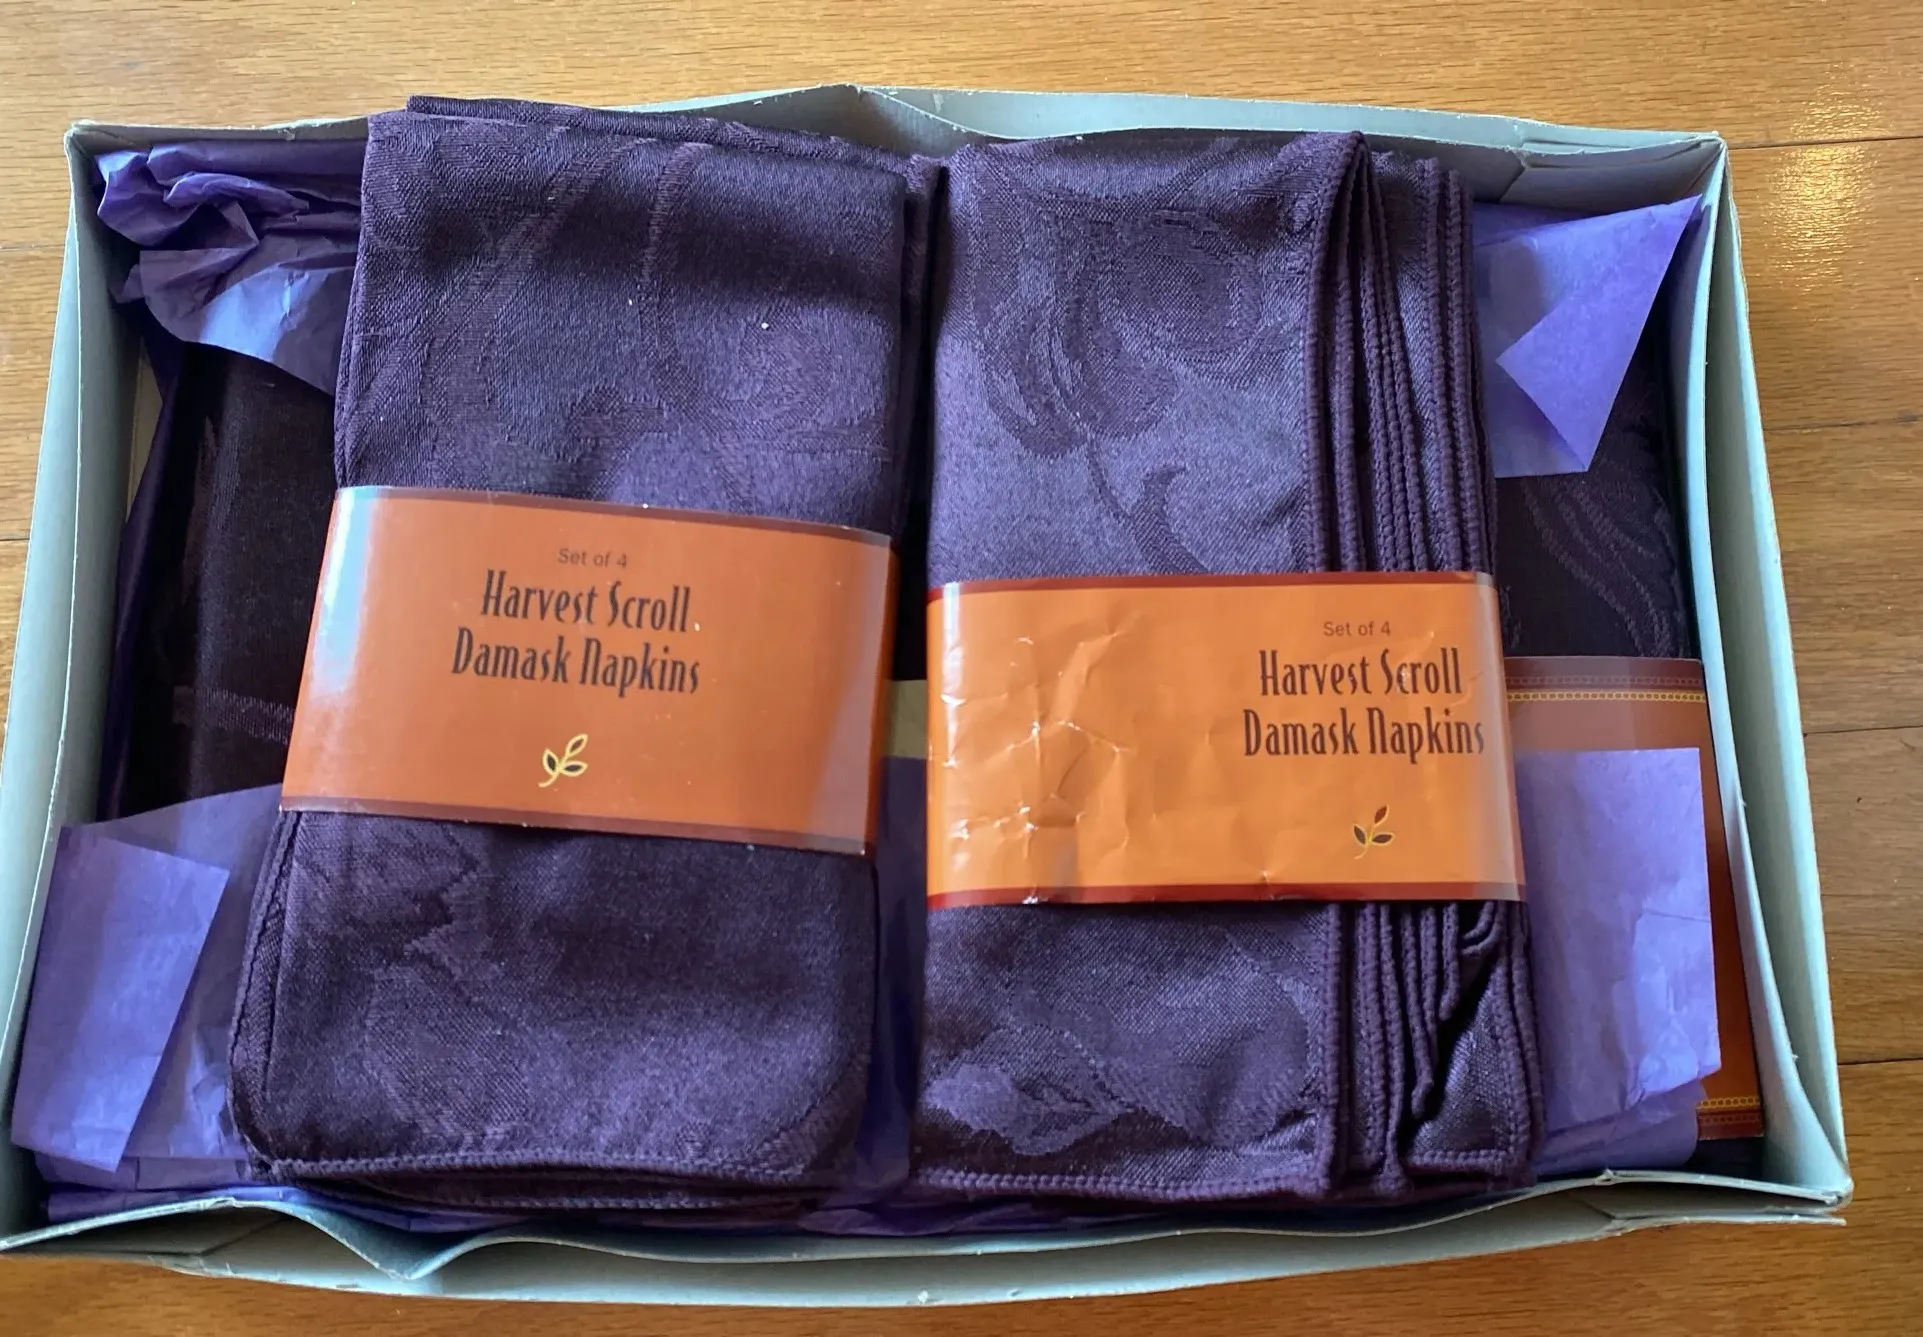 Set of 4
Harvest Scroll
Damask Napkins
Set of 4
Harvest Scroll
Damask Napkins